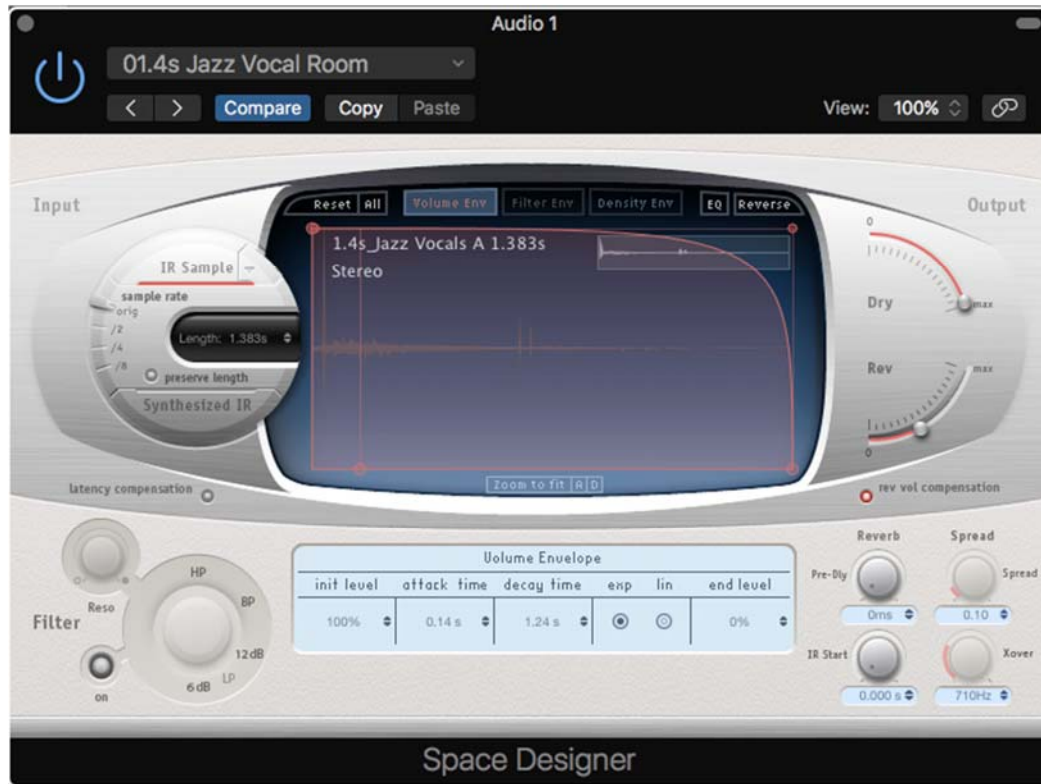 Audio 1
01.4s Jazz Vocal Room
Compare Copy Paste View: 100%
Input
Output
Reset All Volume Env Filter Env Density Env EQ Reverse
1.4s_Jazz Vocals A 1.383s
Stereo
IR Sample
sample rate
orig
/2
/4
/8
Length: 1.383s
preserve length
Synthesized IR
0
max
Dry
Rev
max
0
Zoom to fit A D
latency compensation
rev vol compensation
Volume Envelope
init level attack time decay time exp lin end level
100% 0.14 s 1.24 s 0%
Filter
Reso
on
HP
BP
12dB
LP
6dB
Reverb Spread
Pre-Dly Spread
0ms 0.10
IR Start Xover
0.000 s 710Hz
Space Designer